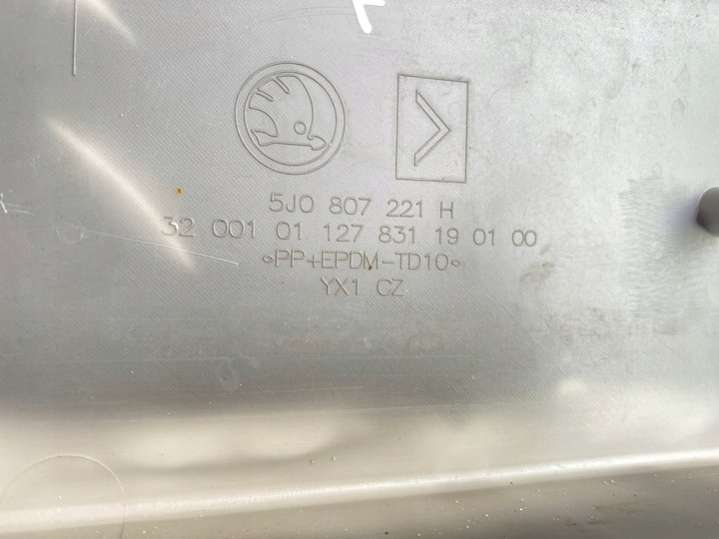 5J0 807 221 H
32 001 01 127 831 19 01 00
>PP+EPDM-TD10<
YX1 CZ